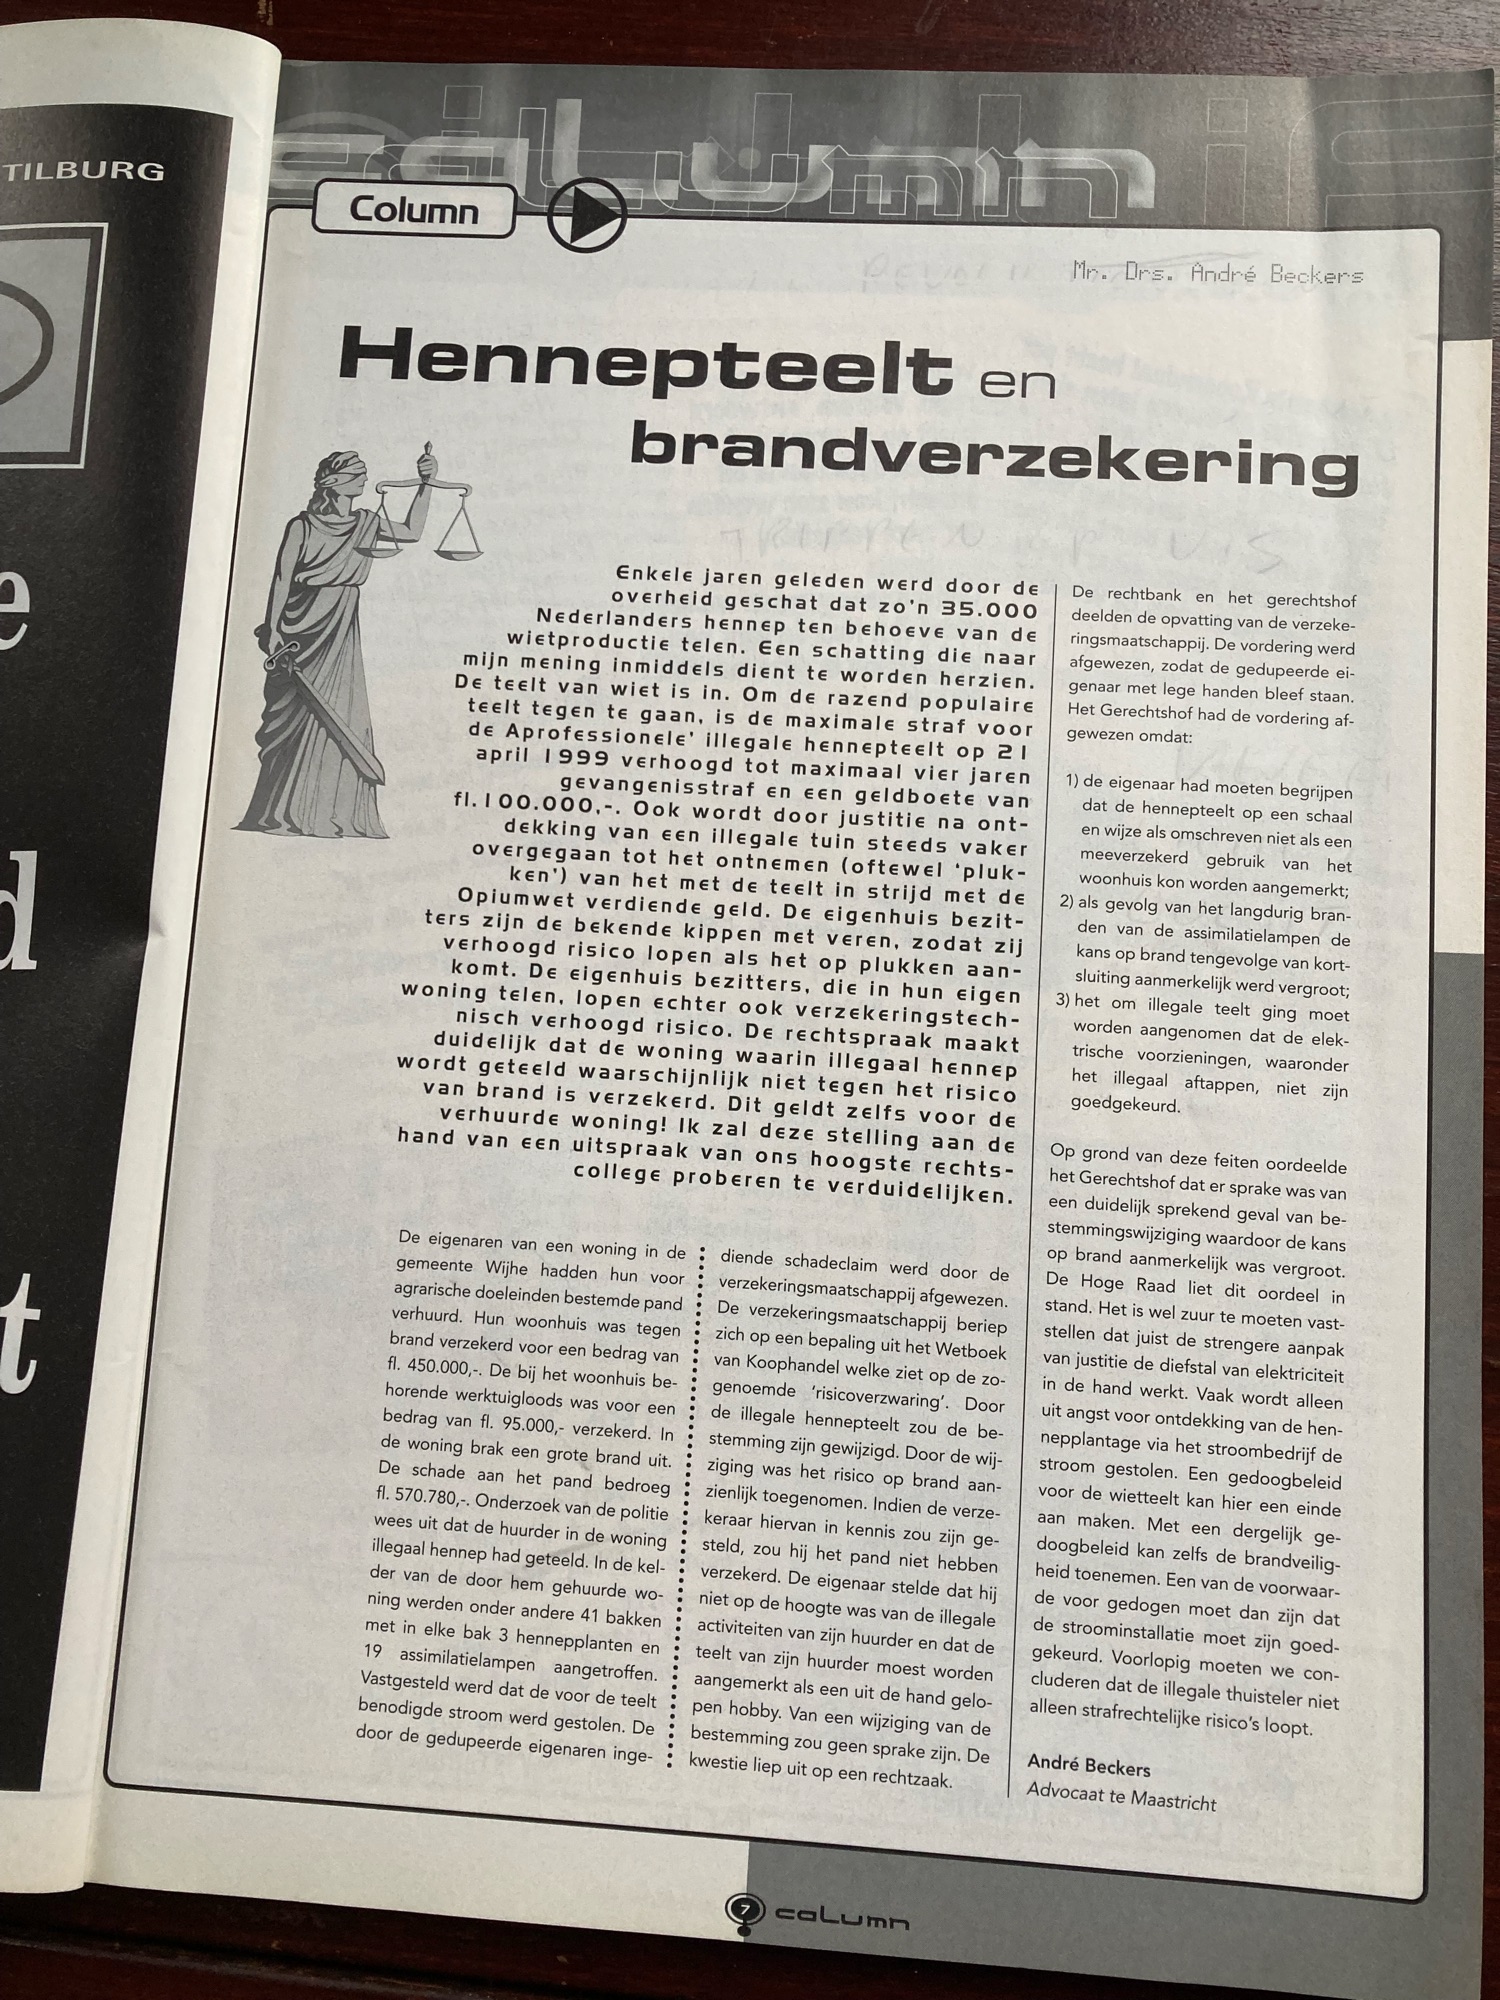 TILBURG
e
d
t
column
Column
Mr. Drs. André Beckers
Hennepteelt en
brandverzekering
Enkele jaren geleden werd door de
overheid geschat dat zo'n 35.000
Nederlanders hennep ten behoeve van de
wietproductie telen. Een schatting die naar
mijn mening inmiddels dient te worden herzien.
De teelt van wiet is in. Om de razend populaire
teelt tegen te gaan, is de maximale straf voor
de Aprofessionele' illegale hennepteelt op 21
april 1999 verhoogd tot maximaal vier jaren
gevangenisstraf en een geldboete van
fl.100.000,-. Ook wordt door justitie na ont-
dekking van een illegale tuin steeds vaker
overgegaan tot het ontnemen (oftewel 'pluk-
ken') van het met de teelt in strijd met de
Opiumwet verdiende geld. De eigenhuis bezit-
ters zijn de bekende kippen met veren, zodat zij
verhoogd risico lopen als het op plukken aan-
komt. De eigenhuis bezitters, die in hun eigen
woning telen, lopen echter ook verzekeringstech-
nisch verhoogd risico. De rechtspraak maakt
duidelijk dat de woning waarin illegaal hennep
wordt geteeld waarschijnlijk niet tegen het risico
van brand is verzekerd. Dit geldt zelfs voor de
verhuurde woning! Ik zal deze stelling aan de
hand van een uitspraak van ons hoogste rechts-
college proberen te verduidelijken.
De eigenaren van een woning in de
gemeente Wijhe hadden hun voor
agrarische doeleinden bestemde pand
verhuurd. Hun woonhuis was tegen
brand verzekerd voor een bedrag van
fl. 450.000,-. De bij het woonhuis be-
horende werktuigloods was voor een
bedrag van fl. 95.000,- verzekerd. In
de woning brak een grote brand uit.
De schade aan het pand bedroeg
fl. 570.780,-. Onderzoek van de politie
wees uit dat de huurder in de woning
illegaal hennep had geteeld. In de kel-
der van de door hem gehuurde wo-
ning werden onder andere 41 bakken
met in elke bak 3 hennepplanten en
19 assimilatielampen aangetroffen.
Vastgesteld werd dat de voor de teelt
benodigde stroom werd gestolen. De
door de gedupeerde eigenaren inge-
diende schadeclaim werd door de
verzekeringsmaatschappij afgewezen.
De verzekeringsmaatschappij beriep
zich op een bepaling uit het Wetboek
van Koophandel welke ziet op de zo-
genoemde 'risicoverzwaring'. Door
de illegale hennepteelt zou de be-
stemming zijn gewijzigd. Door de wij-
ziging was het risico op brand aan-
zienlijk toegenomen. Indien de verze-
keraar hiervan in kennis zou zijn ge-
steld, zou hij het pand niet hebben
verzekerd. De eigenaar stelde dat hij
niet op de hoogte was van de illegale
activiteiten van zijn huurder en dat de
teelt van zijn huurder moest worden
aangemerkt als een uit de hand gelo-
pen hobby. Van een wijziging van de
bestemming zou geen sprake zijn. De
kwestie liep uit op een rechtzaak.
De rechtbank en het gerechtshof
deelden de opvatting van de verzeke-
ringsmaatschappij. De vordering werd
afgewezen, zodat de gedupeerde ei-
genaar met lege handen bleef staan.
Het Gerechtshof had de vordering af-
gewezen omdat:
1) de eigenaar had moeten begrijpen
dat de hennepteelt op een schaal
en wijze als omschreven niet als een
meeverzekerd gebruik van het
woonhuis kon worden aangemerkt;
2) als gevolg van het langdurig bran-
den van de assimilatielampen de
kans op brand tengevolge van kort-
sluiting aanmerkelijk werd vergroot;
3) het om illegale teelt ging moet
worden aangenomen dat de elek-
trische voorzieningen, waaronder
het illegaal aftappen, niet zijn
goedgekeurd.
Op grond van deze feiten oordeelde
het Gerechtshof dat er sprake was van
een duidelijk sprekend geval van be-
stemmingswijziging waardoor de kans
op brand aanmerkelijk was vergroot.
De Hoge Raad liet dit oordeel in
stand. Het is wel zuur te moeten vast-
stellen dat juist de strengere aanpak
van justitie de diefstal van elektriciteit
in de hand werkt. Vaak wordt alleen
uit angst voor ontdekking van de hen-
nepplantage via het stroombedrijf de
stroom gestolen. Een gedoogbeleid
voor de wietteelt kan hier een einde
aan maken. Met een dergelijk ge-
doogbeleid kan zelfs de brandveilig-
heid toenemen. Een van de voorwaar-
de voor gedogen moet dan zijn dat
de stroominstallatie moet zijn goed-
gekeurd. Voorlopig moeten we con-
cluderen dat de illegale thuisteler niet
alleen strafrechtelijke risico's loopt.
André Beckers
Advocaat te Maastricht
7 column